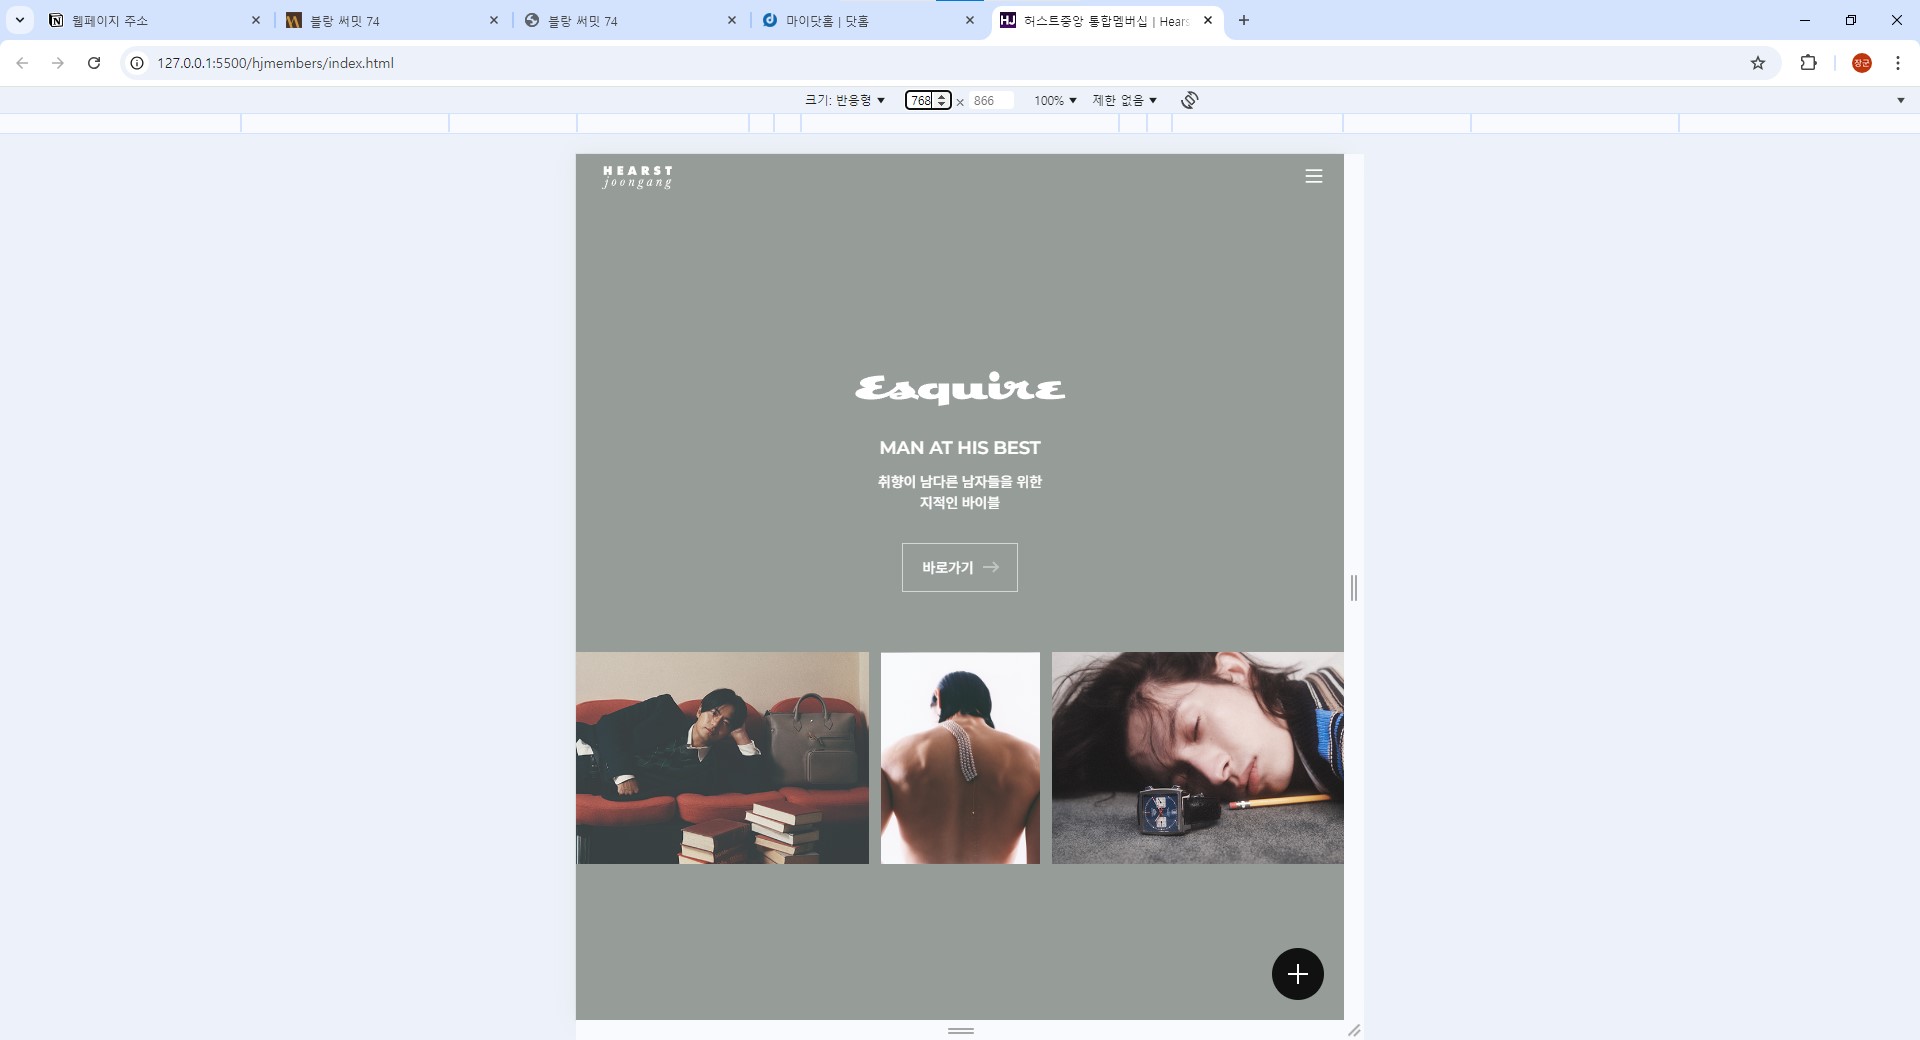 웹페이지 주소
블랑 써밋 74
블랑 써밋 74
마이닷홈 | 닷홈
허스트중앙 통합멤버십 | Hears
127.0.0.1:5500/hjmembers/index.html
장군
크기: 반응형 768 × 866 100% 제한 없음
HEARST
joongang
Esquire
MAN AT HIS BEST
취향이 남다른 남자들을 위한
지적인 바이블
바로가기